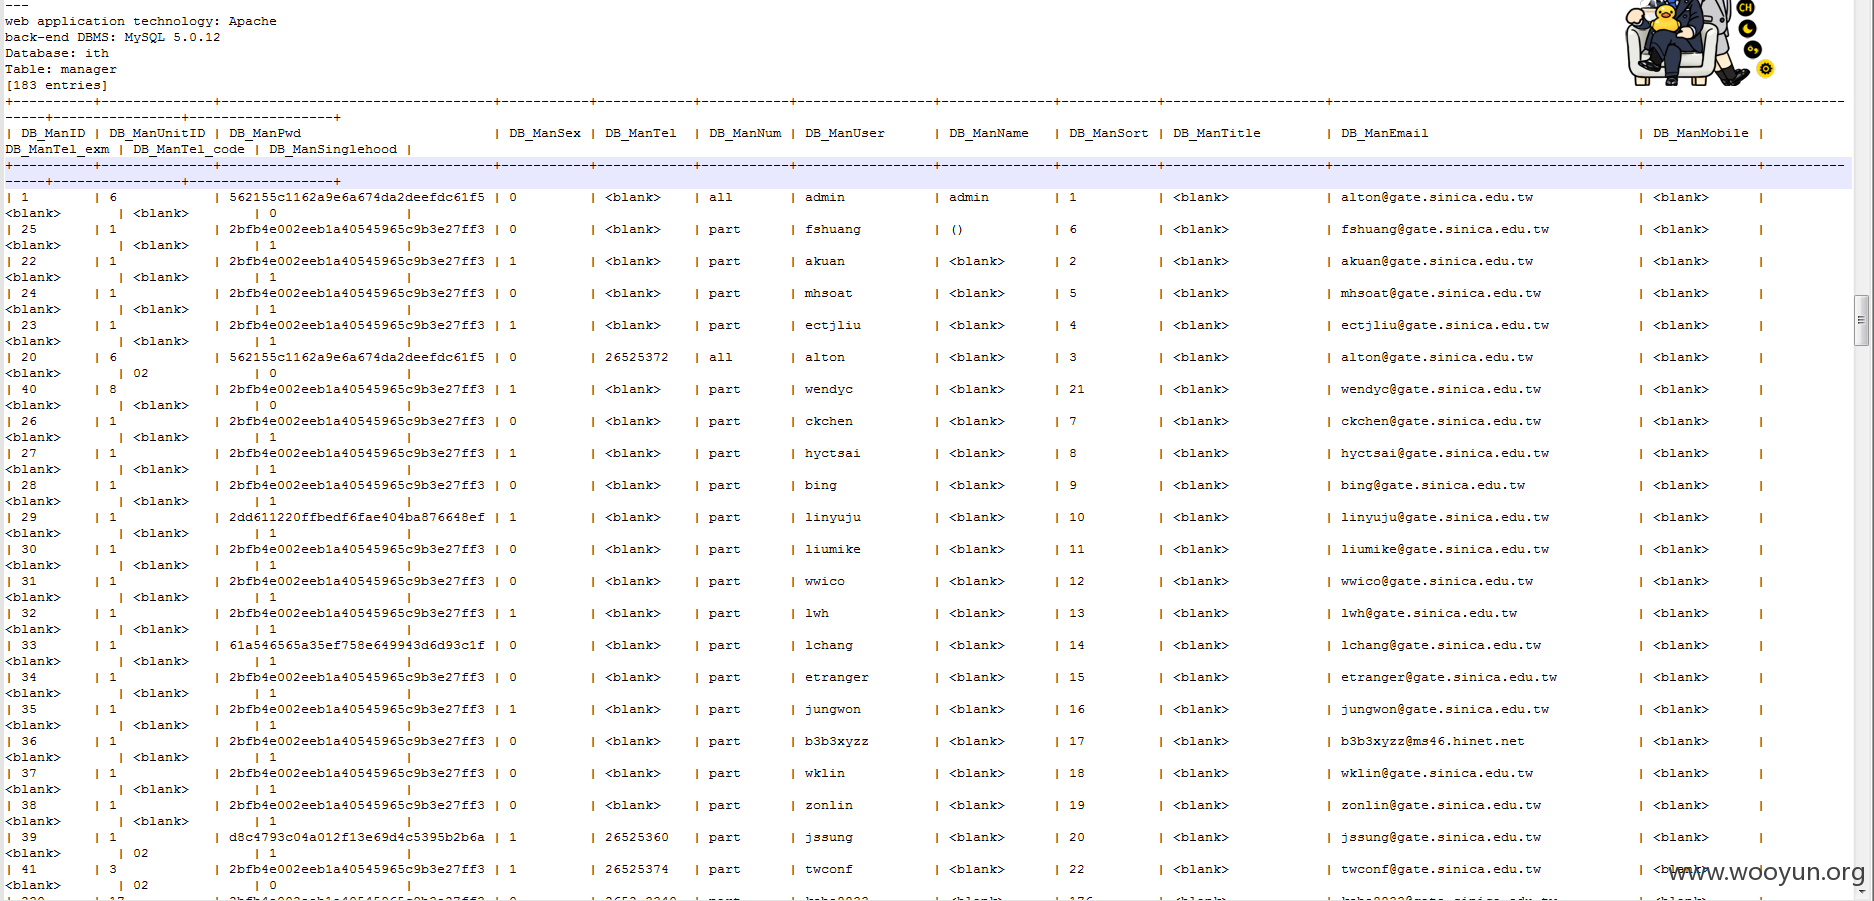 ---
web application technology: Apache
back-end DBMS: MySQL 5.0.12
Database: ith
Table: manager
[183 entries]
| DB_ManID | DB_ManUnitID | DB_ManPwd | DB_ManSex | DB_ManTel | DB_ManNum | DB_ManUser | DB_ManName | DB_ManSort | DB_ManTitle | DB_ManEmail | DB_ManMobile |
DB_ManTel_exm | DB_ManTel_code | DB_ManSinglehood |
| 1 | 6 | 562155c1162a9e6a674da2deefdc61f5 | 0 | <blank> | all | admin | admin | 1 | <blank> | alton@gate.sinica.edu.tw | <blank> |
<blank> | <blank> | 0 |
| 25 | 1 | 2bfb4e002eeb1a40545965c9b3e27ff3 | 0 | <blank> | part | fshuang | () | 6 | <blank> | fshuang@gate.sinica.edu.tw | <blank> |
<blank> | <blank> | 1 |
| 22 | 1 | 2bfb4e002eeb1a40545965c9b3e27ff3 | 1 | <blank> | part | akuan | <blank> | 2 | <blank> | akuan@gate.sinica.edu.tw | <blank> |
<blank> | <blank> | 1 |
| 24 | 1 | 2bfb4e002eeb1a40545965c9b3e27ff3 | 0 | <blank> | part | mhsoat | <blank> | 5 | <blank> | mhsoat@gate.sinica.edu.tw | <blank> |
<blank> | <blank> | 1 |
| 23 | 1 | 2bfb4e002eeb1a40545965c9b3e27ff3 | 1 | <blank> | part | ectjliu | <blank> | 4 | <blank> | ectjliu@gate.sinica.edu.tw | <blank> |
<blank> | <blank> | 1 |
| 20 | 6 | 562155c1162a9e6a674da2deefdc61f5 | 0 | 26525372 | all | alton | <blank> | 3 | <blank> | alton@gate.sinica.edu.tw | <blank> |
<blank> | 02 | 0 |
| 40 | 8 | 2bfb4e002eeb1a40545965c9b3e27ff3 | 1 | <blank> | part | wendyc | <blank> | 21 | <blank> | wendyc@gate.sinica.edu.tw | <blank> |
<blank> | <blank> | 0 |
| 26 | 1 | 2bfb4e002eeb1a40545965c9b3e27ff3 | 0 | <blank> | part | ckchen | <blank> | 7 | <blank> | ckchen@gate.sinica.edu.tw | <blank> |
<blank> | <blank> | 1 |
| 27 | 1 | 2bfb4e002eeb1a40545965c9b3e27ff3 | 1 | <blank> | part | hyctsai | <blank> | 8 | <blank> | hyctsai@gate.sinica.edu.tw | <blank> |
<blank> | <blank> | 1 |
| 28 | 1 | 2bfb4e002eeb1a40545965c9b3e27ff3 | 0 | <blank> | part | bing | <blank> | 9 | <blank> | bing@gate.sinica.edu.tw | <blank> |
<blank> | <blank> | 1 |
| 29 | 1 | 2dd611220ffbedf6fae404ba876648ef | 1 | <blank> | part | linyuju | <blank> | 10 | <blank> | linyuju@gate.sinica.edu.tw | <blank> |
<blank> | <blank> | 1 |
| 30 | 1 | 2bfb4e002eeb1a40545965c9b3e27ff3 | 0 | <blank> | part | liumike | <blank> | 11 | <blank> | liumike@gate.sinica.edu.tw | <blank> |
<blank> | <blank> | 1 |
| 31 | 1 | 2bfb4e002eeb1a40545965c9b3e27ff3 | 0 | <blank> | part | wwico | <blank> | 12 | <blank> | wwico@gate.sinica.edu.tw | <blank> |
<blank> | <blank> | 1 |
| 32 | 1 | 2bfb4e002eeb1a40545965c9b3e27ff3 | 1 | <blank> | part | lwh | <blank> | 13 | <blank> | lwh@gate.sinica.edu.tw | <blank> |
<blank> | <blank> | 1 |
| 33 | 1 | 61a546565a35ef758e649943d6d93c1f | 0 | <blank> | part | lchang | <blank> | 14 | <blank> | lchang@gate.sinica.edu.tw | <blank> |
<blank> | <blank> | 1 |
| 34 | 1 | 2bfb4e002eeb1a40545965c9b3e27ff3 | 0 | <blank> | part | etranger | <blank> | 15 | <blank> | etranger@gate.sinica.edu.tw | <blank> |
<blank> | <blank> | 1 |
| 35 | 1 | 2bfb4e002eeb1a40545965c9b3e27ff3 | 1 | <blank> | part | jungwon | <blank> | 16 | <blank> | jungwon@gate.sinica.edu.tw | <blank> |
<blank> | <blank> | 1 |
| 36 | 1 | 2bfb4e002eeb1a40545965c9b3e27ff3 | 0 | <blank> | part | b3b3xyzz | <blank> | 17 | <blank> | b3b3xyzz@ms46.hinet.net | <blank> |
<blank> | <blank> | 1 |
| 37 | 1 | 2bfb4e002eeb1a40545965c9b3e27ff3 | 0 | <blank> | part | wklin | <blank> | 18 | <blank> | wklin@gate.sinica.edu.tw | <blank> |
<blank> | <blank> | 1 |
| 38 | 1 | 2bfb4e002eeb1a40545965c9b3e27ff3 | 0 | <blank> | part | zonlin | <blank> | 19 | <blank> | zonlin@gate.sinica.edu.tw | <blank> |
<blank> | <blank> | 1 |
| 39 | 1 | d8c4793c04a012f13e69d4c5395b2b6a | 1 | 26525360 | part | jssung | <blank> | 20 | <blank> | jssung@gate.sinica.edu.tw | <blank> |
<blank> | 02 | 1 |
| 41 | 3 | 2bfb4e002eeb1a40545965c9b3e27ff3 | 1 | 26525374 | part | twconf | <blank> | 22 | <blank> | twconf@gate.sinica.edu.tw | <blank> |
<blank> | 02 | 0 |
www.wooyun.org
CH